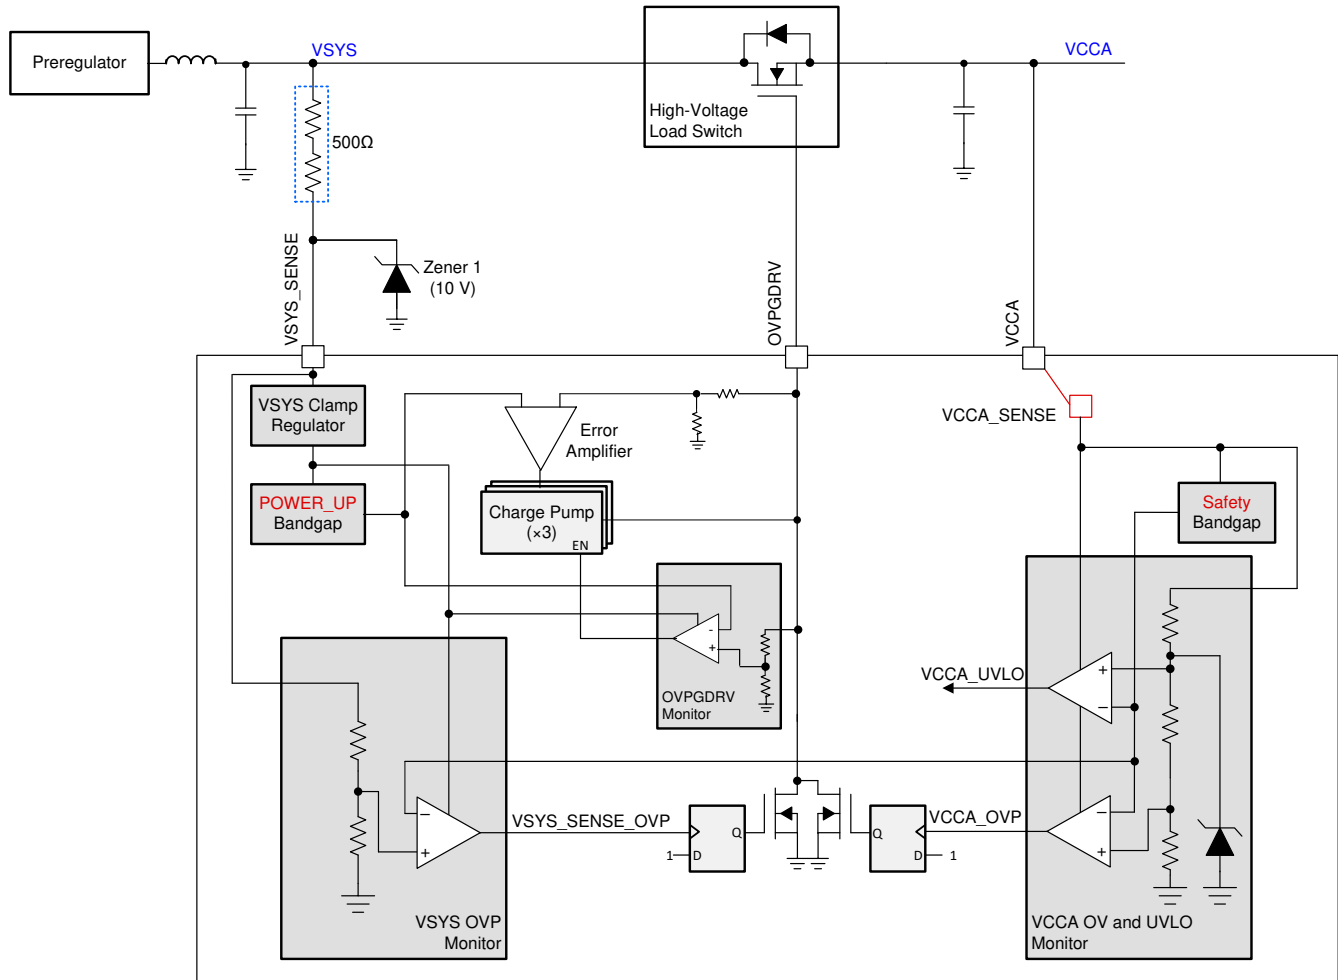 Preregulator
VSYS
VCCA
High-Voltage
Load Switch
500Ω
VSYS_SENSE
Zener 1
(10 V)
OVPGDRV
VCCA
VSYS Clamp
Regulator
VCCA_SENSE
Error
Amplifier
POWER_UP
Bandgap
Charge Pump
(×3)
EN
Safety
Bandgap
-
+
OVPGDRV
Monitor
VCCA_UVLO
+
−
−
+
VSYS_SENSE_OVP
Q
1
D
Q
D
1
VCCA_OVP
−
+
VSYS OVP
Monitor
VCCA OV and UVLO
Monitor